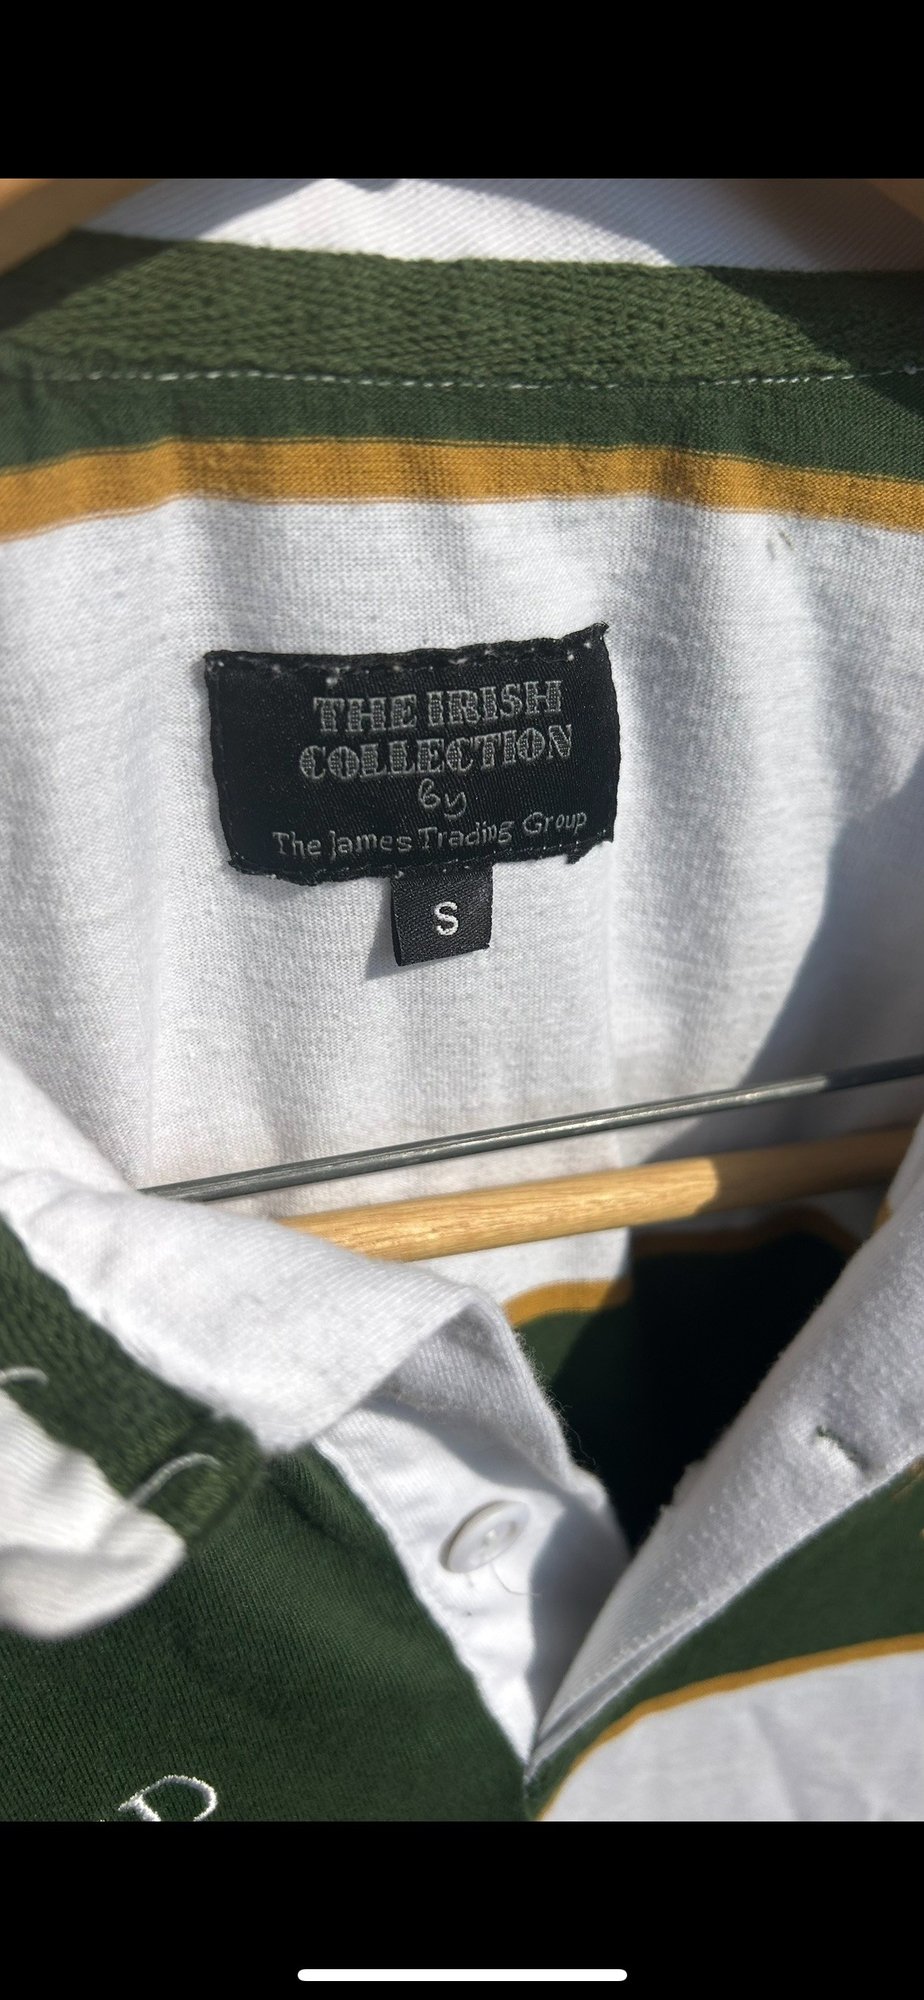 THE IRISH
COLLECTION
by
The James Trading Group
S
D